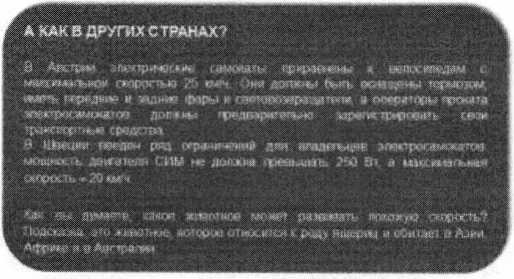 А КАК В ДРУГИХ СТРАНАХ?
В Австрии электрические самокаты приравнены к велосипедам с
максимальной скоростью 25 км/ч. Они должны быть оснащены тормозом,
иметь передние и задние фары и световозвращатели, а операторы проката
электросамокатов должны предварительно зарегистрировать свои
транспортные средства.
В Швеции введен ряд ограничений для владельцев электросамокатов:
мощность двигателя СИМ не должна превышать 250 Вт, а максимальная
скорость – 20 км/ч.
Как вы думаете, какое животное может развивать похожую скорость?
Подсказка: это животное, которое относится к роду ящериц и обитает в Азии,
Африке и в Австралии.